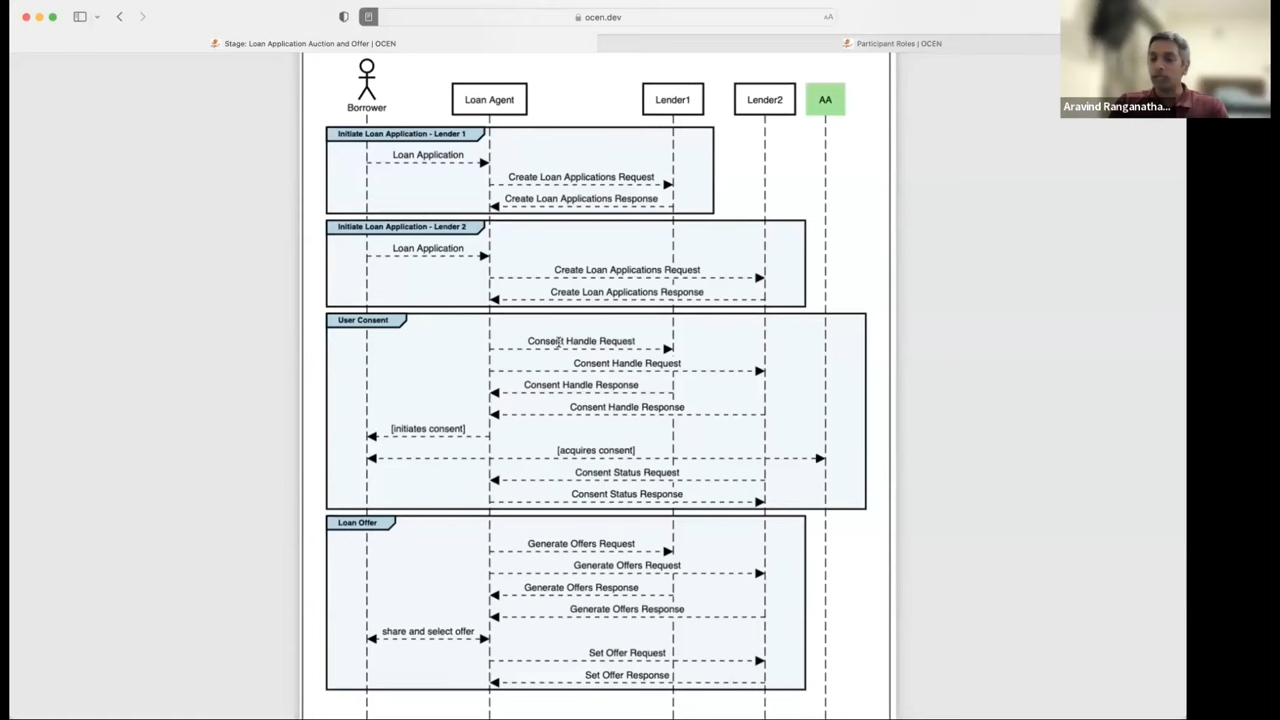 ocen.dev
AA
Stage: Loan Application Auction and Offer | OCEN
Participant Roles | OCEN
Aravind Ranganatha...
Borrower
Loan Agent
Lender1
Lender2
AA
Initiate Loan Application - Lender 1
Loan Application
Create Loan Applications Request
Create Loan Applications Response
Initiate Loan Application - Lender 2
Loan Application
Create Loan Applications Request
Create Loan Applications Response
User Consent
Consent Handle Request
Consent Handle Request
Consent Handle Response
Consent Handle Response
[initiates consent]
[acquires consent]
Consent Status Request
Consent Status Response
Loan Offer
Generate Offers Request
Generate Offers Request
Generate Offers Response
Generate Offers Response
share and select offer
Set Offer Request
Set Offer Response